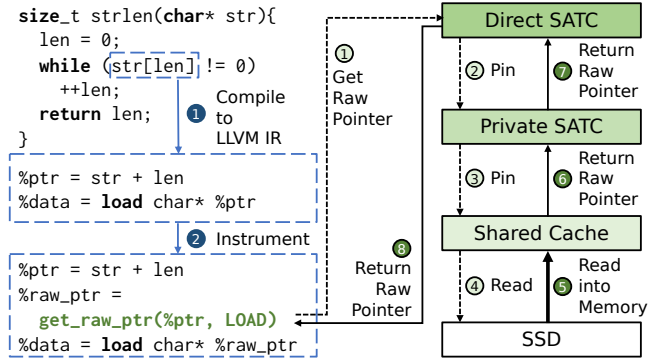 size_t strlen(char* str){
len = 0;
while (str[len] != 0)
++len;
return len;
}
1 Compile
to
LLVM IR
%ptr = str + len
%data = load char* %ptr
2 Instrument
%ptr = str + len
%raw_ptr =
get_raw_ptr(%ptr, LOAD)
%data = load char* %raw_ptr
1
Get
Raw
Pointer
8
Return
Raw
Pointer
Direct SATC
2 Pin
7 Return
Raw
Pointer
Private SATC
3 Pin
6 Return
Raw
Pointer
Shared Cache
4 Read
5 Read
into
Memory
SSD